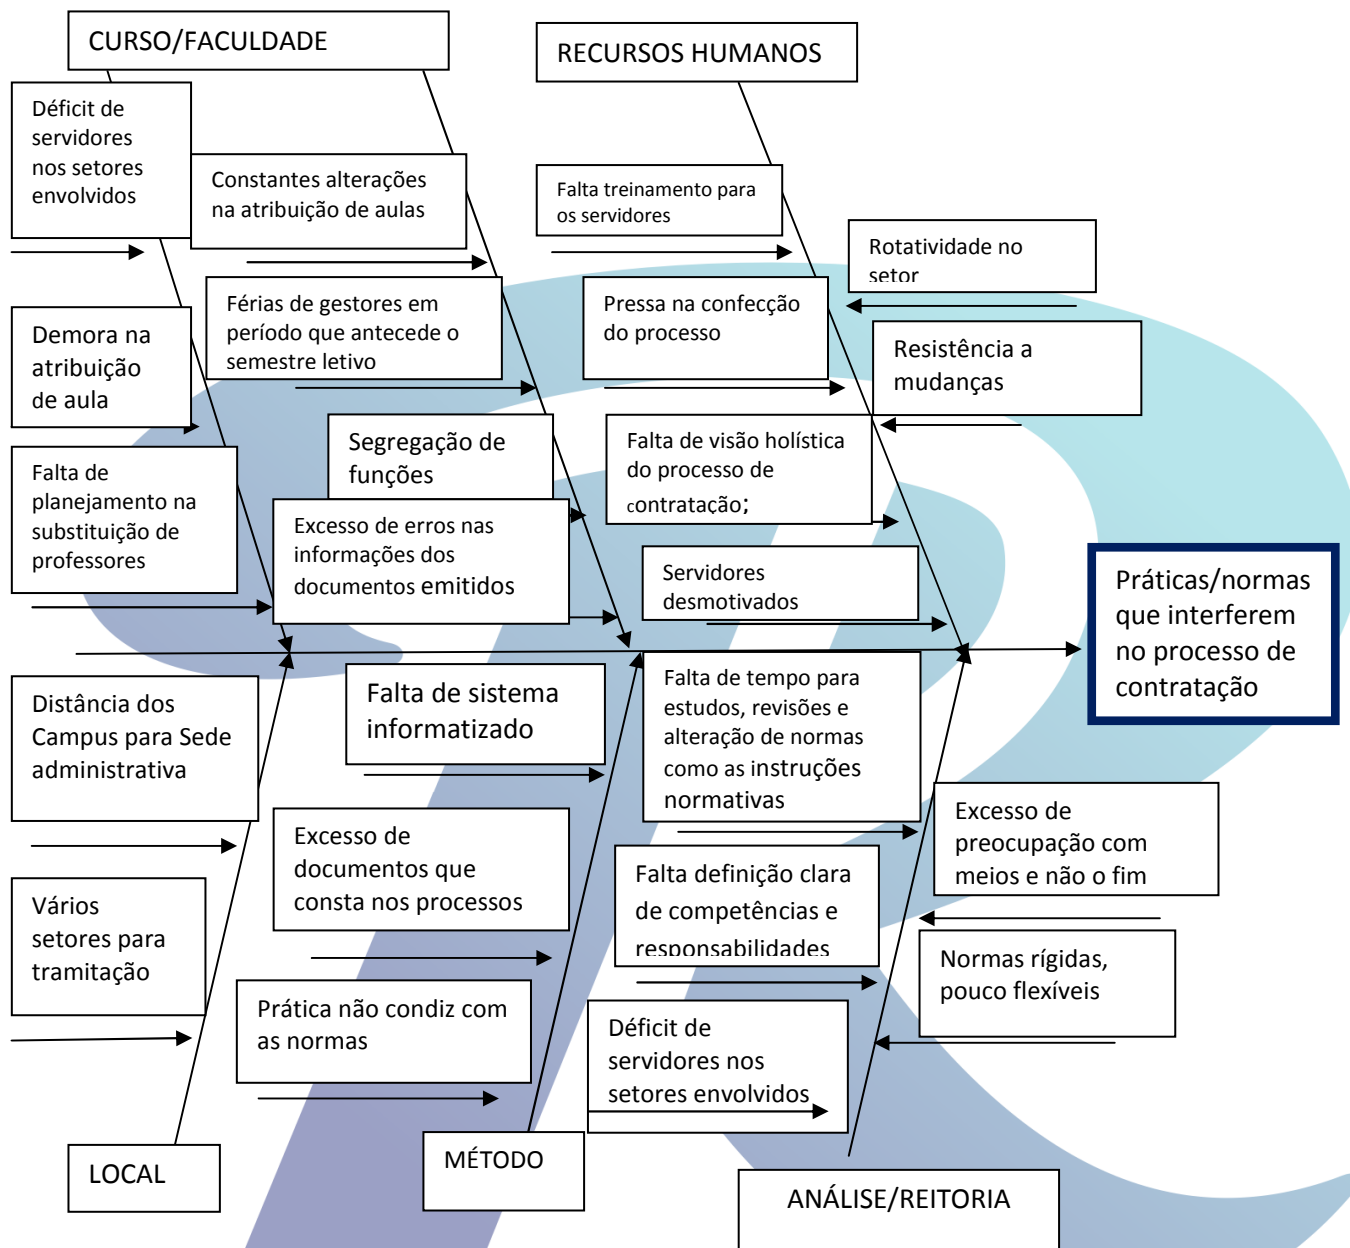 CURSO/FACULDADE
RECURSOS HUMANOS
Déficit de
servidores
nos setores
envolvidos
Constantes alterações
na atribuição de aulas
Falta treinamento para
os servidores
Rotatividade no
setor
Férias de gestores em
período que antecede o
semestre letivo
Pressa na confecção
do processo
Demora na
atribuição
de aula
Resistência a
mudanças
Segregação de
funções
Falta de visão holística
do processo de
contratação;
Falta de
planejamento na
substituição de
professores
Excesso de erros nas
informações dos
documentos emitidos
Servidores
desmotivados
Práticas/normas
que interferem
no processo de
contratação
Distância dos
Campus para Sede
administrativa
Falta de sistema
informatizado
Falta de tempo para
estudos, revisões e
alteração de normas
como as instruções
normativas
Excesso de
preocupação com
meios e não o fim
Excesso de
documentos que
consta nos processos
Falta definição clara
de competências e
responsabilidades
Vários
setores para
tramitação
Normas rígidas,
pouco flexíveis
Prática não condiz com
as normas
Déficit de
servidores nos
setores envolvidos
LOCAL
MÉTODO
ANÁLISE/REITORIA